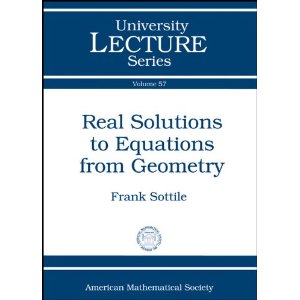 University
LECTURE
Series
Volume 57
Real Solutions
to Equations
from Geometry
Frank Sottile
American Mathematical Society